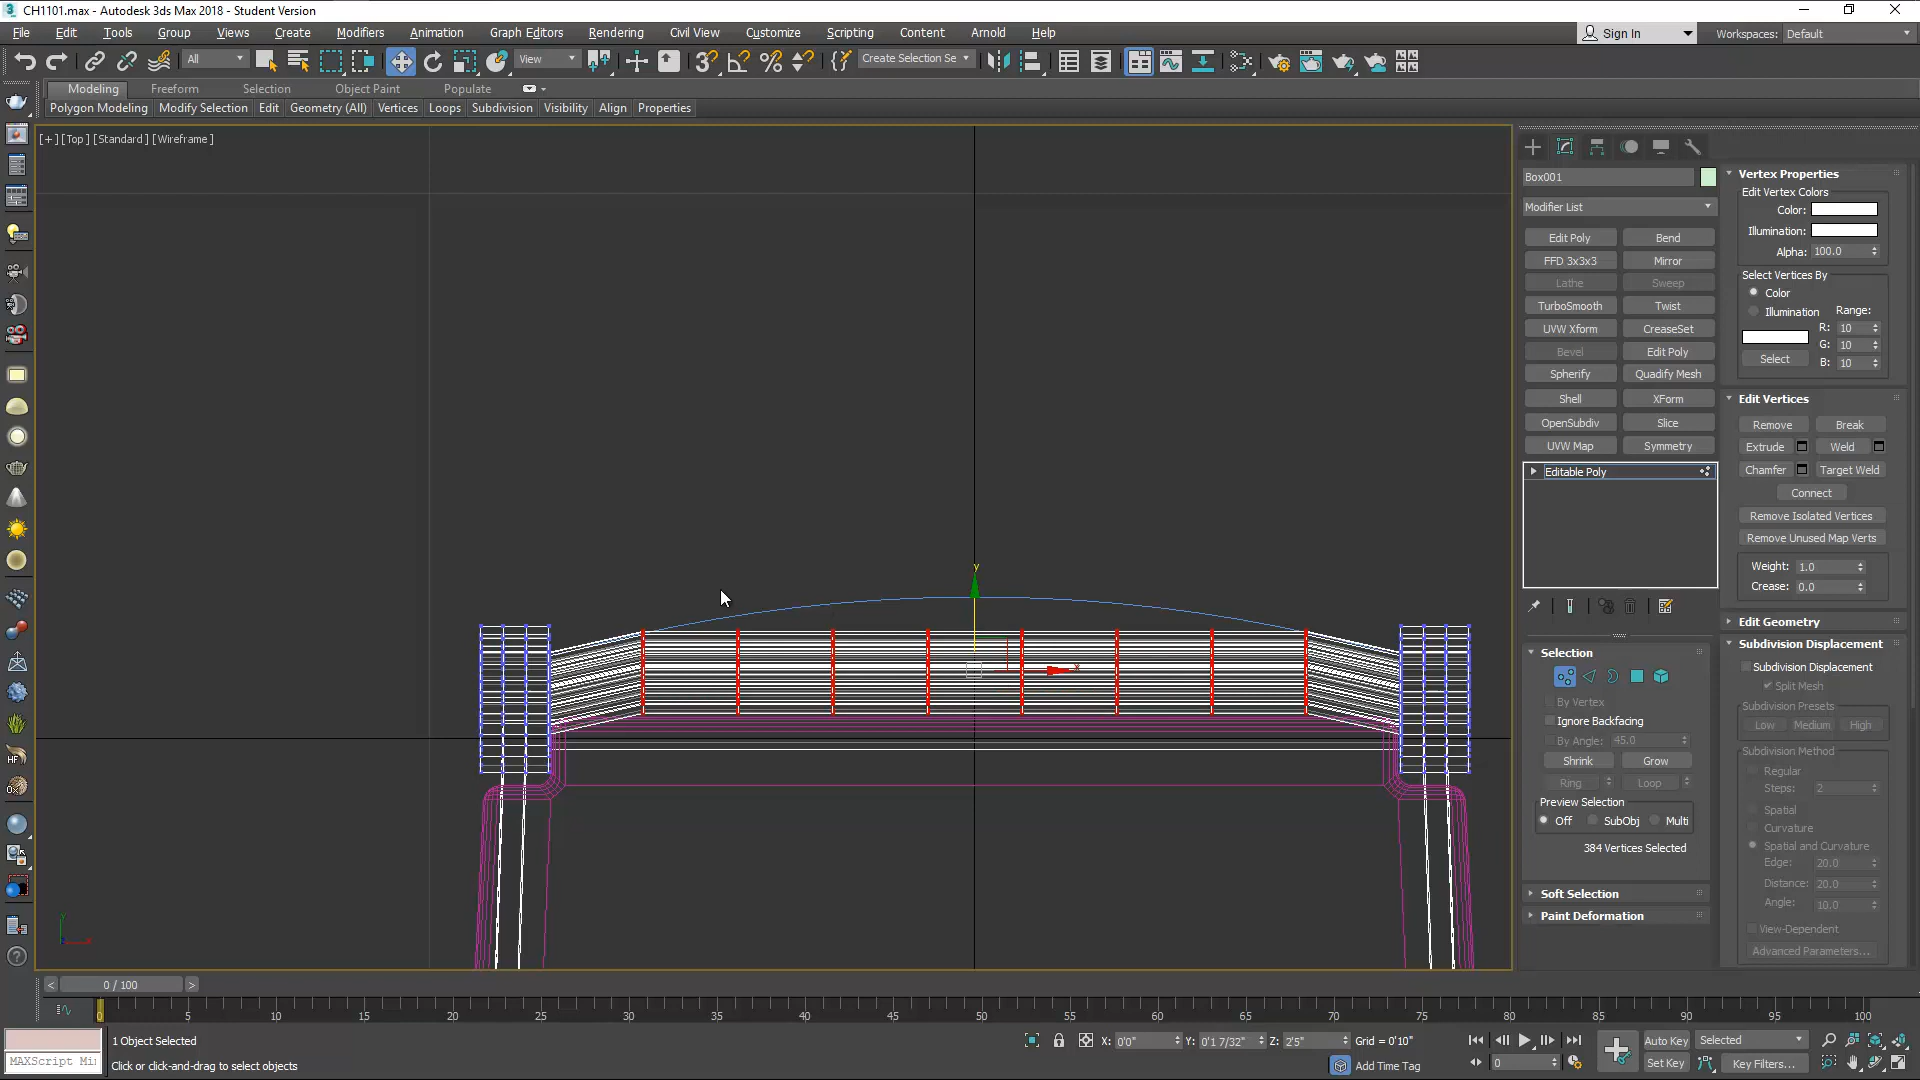 CH1101.max - Autodesk 3ds Max 2018 - Student Version
File Edit Tools Group Views Create Modifiers Animation Graph Editors Rendering Civil View Customize Scripting Content Arnold Help
Sign In Workspaces: Default
All View Create Selection Se
Modeling Freeform Selection Object Paint Populate
Polygon Modeling Modify Selection Edit Geometry (All) Vertices Loops Subdivision Visibility Align Properties
[+] [Top] [Standard] [Wireframe]
y
x
Box001
Modifier List
Edit Poly Bend
FFD 3x3x3 Mirror
Lathe Sweep
TurboSmooth Twist
UVW Xform CreaseSet
Bevel Edit Poly
Spherify Quadify Mesh
Shell XForm
OpenSubdiv Slice
UVW Map Symmetry
Editable Poly
Selection
By Vertex
Ignore Backfacing
By Angle: 45.0
Shrink Grow
Ring Loop
Preview Selection
Off SubObj Multi
384 Vertices Selected
Soft Selection
Paint Deformation
Vertex Properties
Edit Vertex Colors
Color:
Illumination:
Alpha: 100.0
Select Vertices By
Color
Illumination Range:
R: 10
G: 10
Select B: 10
Edit Vertices
Remove Break
Extrude Weld
Chamfer Target Weld
Connect
Remove Isolated Vertices
Remove Unused Map Verts
Weight: 1.0
Crease: 0.0
Edit Geometry
Subdivision Displacement
Subdivision Displacement
Split Mesh
Subdivision Presets
Low Medium High
Subdivision Method
Regular
Steps: 2
Spatial
Curvature
Spatial and Curvature
Edge: 20.0
Distance: 20.0
Angle: 10.0
View-Dependent
Advanced Parameters...
< 0 / 100 >
0 5 10 15 20 25 30 35 40 45 50 55 60 65 70 75 80 85 90 95 100
1 Object Selected X: 0'0" Y: 0'1 7/32" Z: 2'5" Grid = 0'10" Auto Key Selected
MAXScript Mi Click or click-and-drag to select objects Add Time Tag 0 Set Key Key Filters...